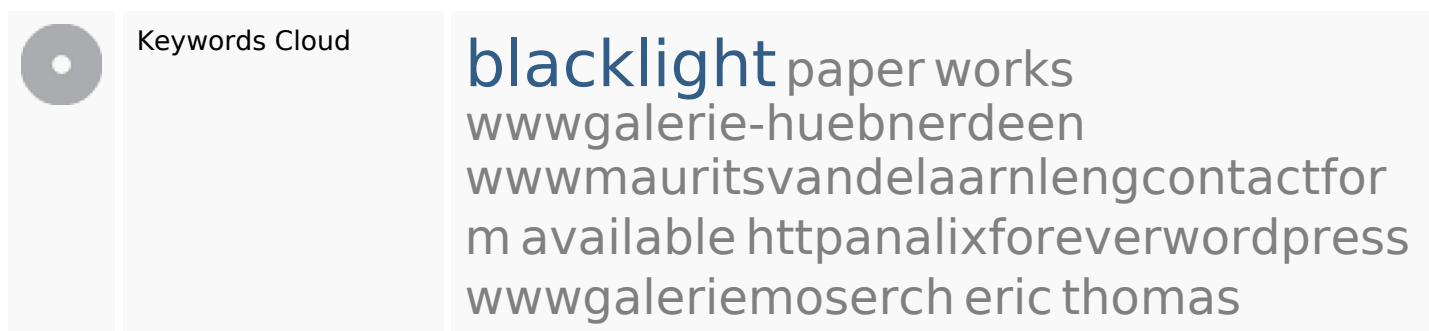 Keywords Cloud
blacklight paper works
wwwgalerie-huebnerdeen
wwwmauritsvandelaarnlengcontactfor
m available httpanalixforeverwordpress
wwwgaleriemoserch eric thomas